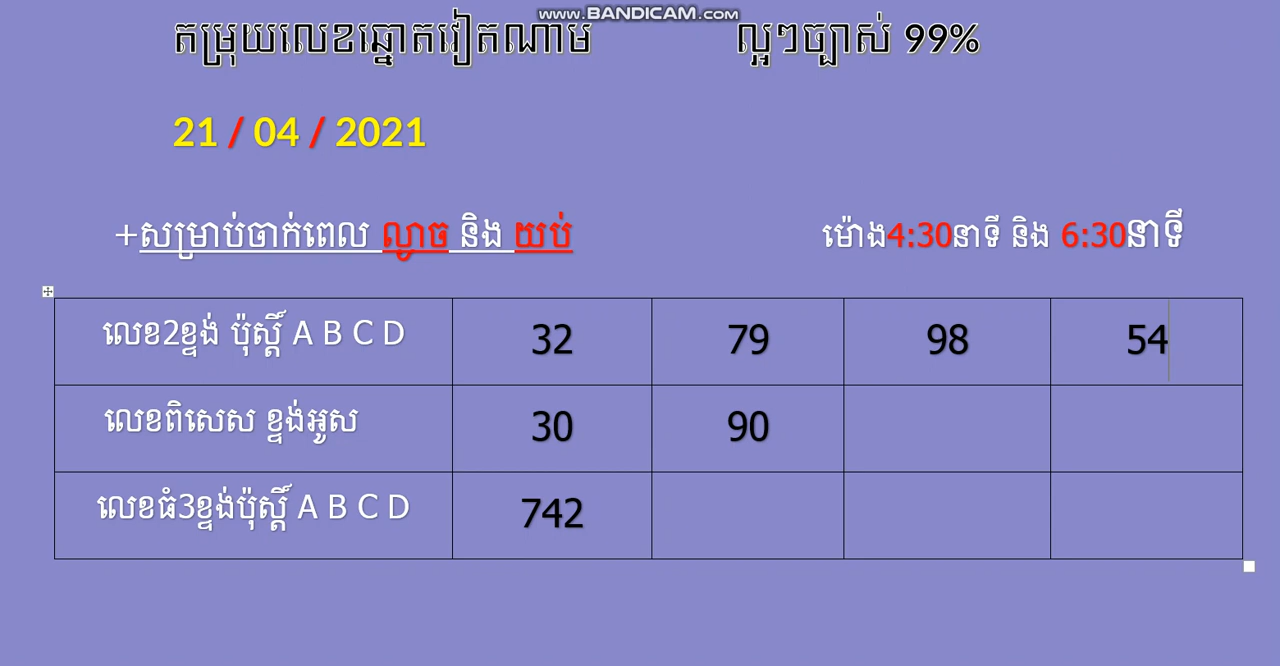 www.BANDICAM.com
តម្រុយលេខឆ្នោតវៀតណាម ល្អៗច្បាស់ 99%
21 / 04 / 2021
+សម្រាប់ចាក់ពេល ល្ងាច និង យប់ ម៉ោង4:30នាទី និង 6:30នាទី
លេខ2ខ្ទង់ ប៉ុស្តិ៍ A B C D 32 79 98 54
លេខពិសេស ខ្ទង់អូស 30 90
លេខធំ3ខ្ទង់ប៉ុស្តិ៍ A B C D 742